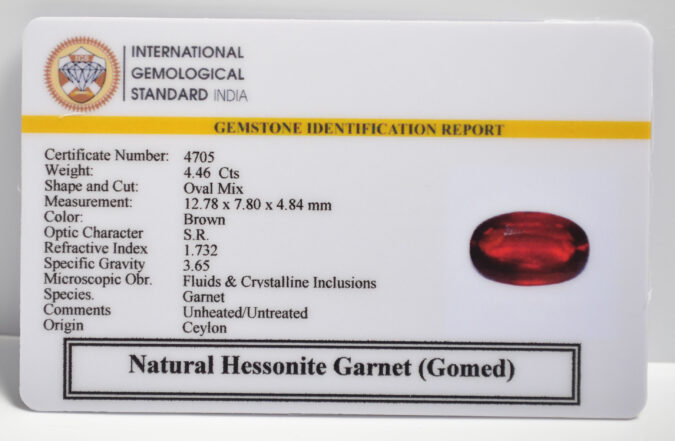 IGS
INTERNATIONAL
GEMOLOGICAL
STANDARD INDIA
GEMSTONE IDENTIFICATION REPORT
Certificate Number: 4705
Weight: 4.46 Cts
Shape and Cut: Oval Mix
Measurement: 12.78 x 7.80 x 4.84 mm
Color: Brown
Optic Character S.R.
Refractive Index 1.732
Specific Gravity 3.65
Microscopic Obr. Fluids & Crystalline Inclusions
Species. Garnet
Comments Unheated/Untreated
Origin Ceylon
Natural Hessonite Garnet (Gomed)